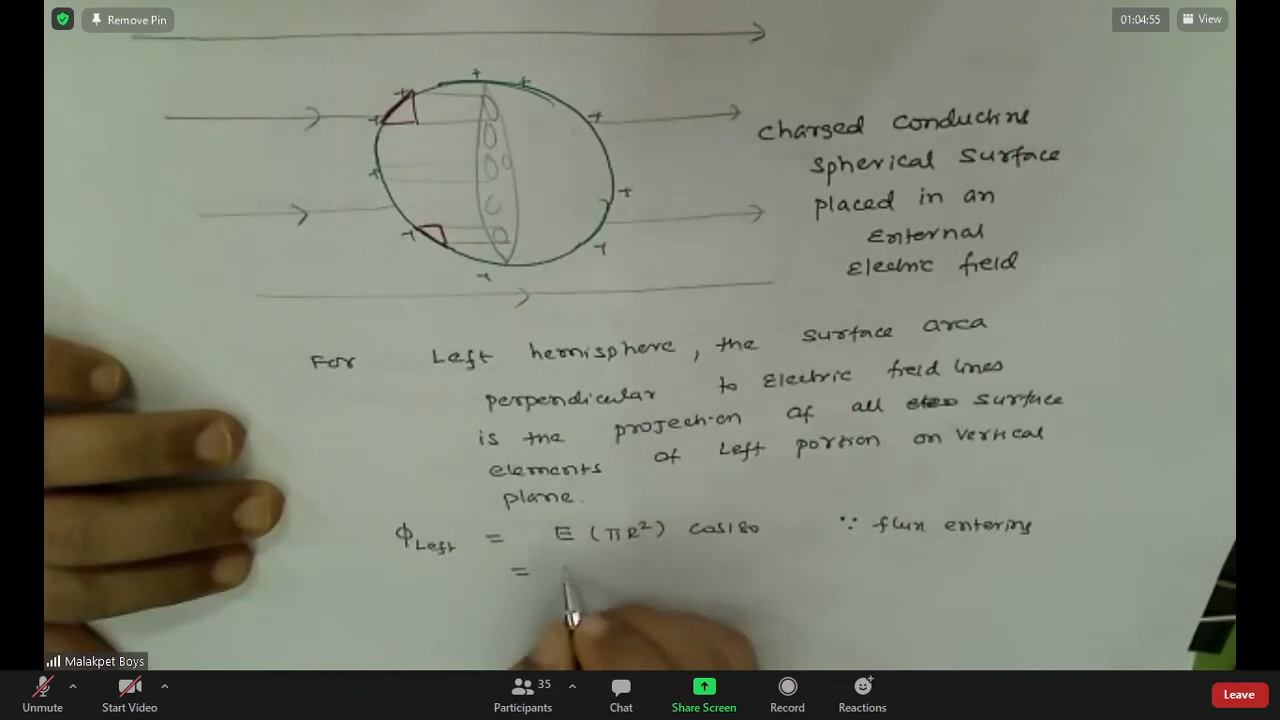 Remove Pin
01:04:55
View
Charged Conducting
Spherical Surface
placed in an
External
Electric field
For Left hemisphere, the surface area
perpendicular to Electric field lines
is the projection of all surface
elements of Left portion on vertical
plane.
ϕLeft = E (πR²) cos180 ∵ flux entering
=
Malakpet Boys
Unmute
Start Video
35
Participants
Chat
Share Screen
Record
Reactions
Leave